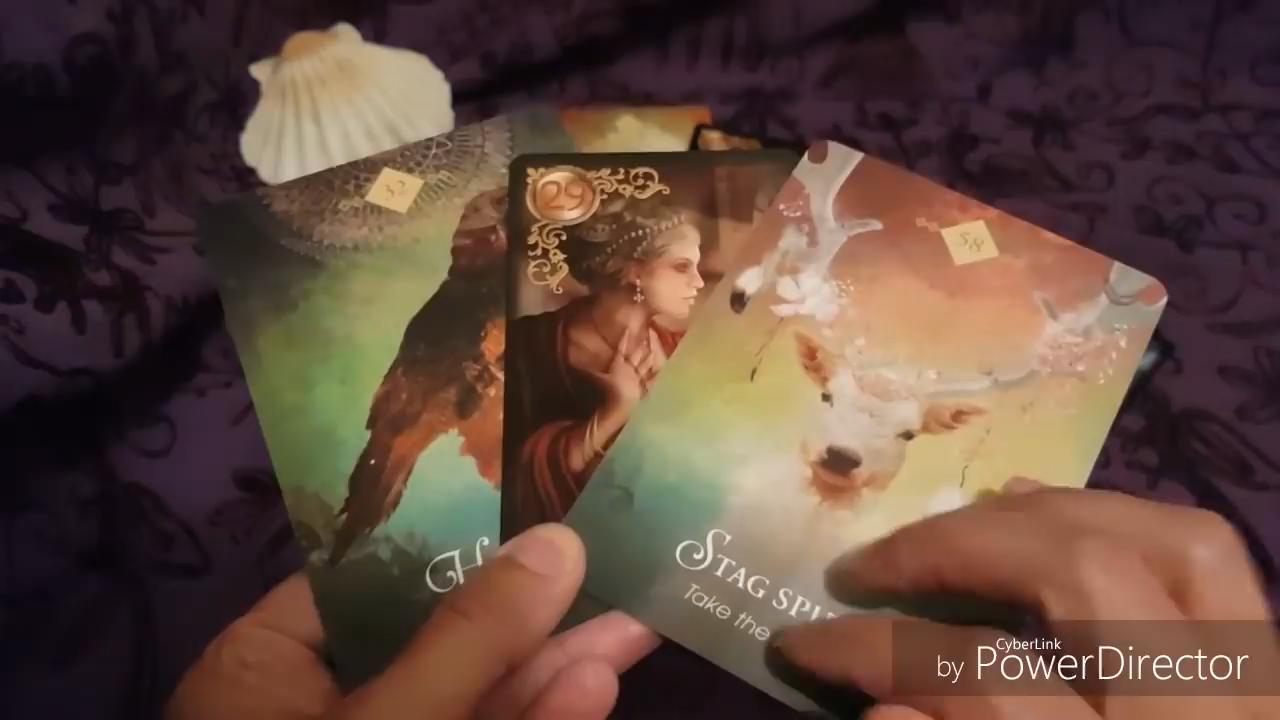 32
29
58
H
STAG SPI
Take the
CyberLink
by PowerDirector